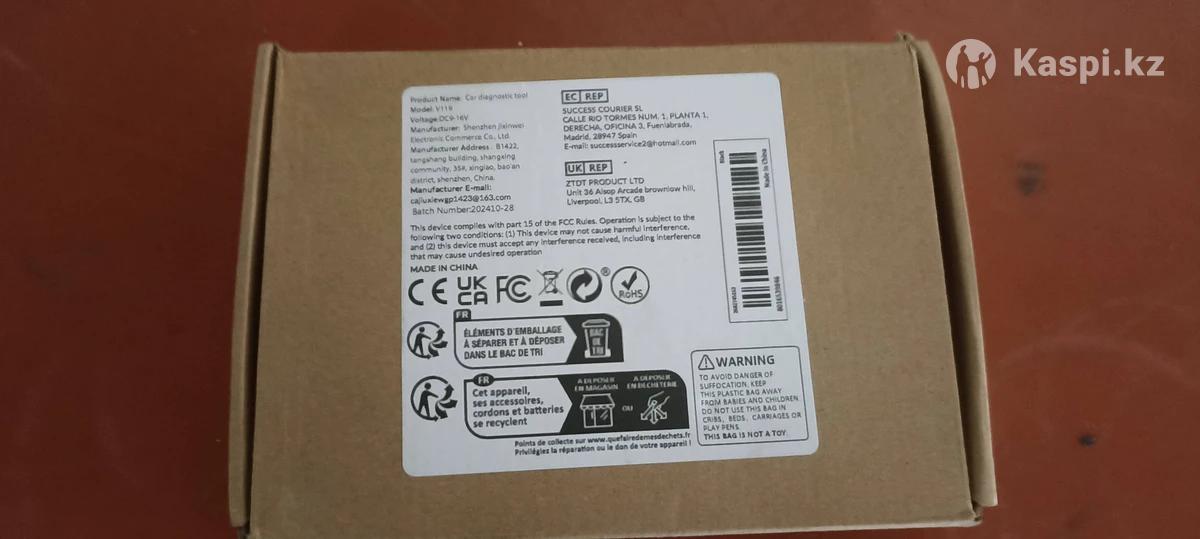 Kaspi.kz
Product Name: Car diagnostic tool
Model: V119
Voltage:DC9-16V
Manufacturer: Shenzhen Jixinwei
Electronic Commerce Co., Ltd.
Manufacturer Address: B1422,
tangshang building, shangxing
community, 35#, xinqiao, bao'an
district, shenzhen, China.
Manufacturer E-mail:
cajiuxiewgp1423@163.com
Batch Number:202410-28
EC REP
SUCCESS COURIER SL
CALLE RIO TORMES NUM. 1, PLANTA 1,
DERECHA, OFICINA 3, Fuenlabrada,
Madrid, 28947 Spain
E-mail: successservice2@hotmail.com
UK REP
ZTDT PRODUCT LTD
Unit 36 Alsop Arcade brownlow hill,
Liverpool, L3 5TX, GB
This device complies with part 15 of the FCC Rules. Operation is subject to the
following two conditions: (1) This device may not cause harmful interference,
and (2) this device must accept any interference received, including interference
that may cause undesired operation
MADE IN CHINA
CE UK CA FC ® RoHS
FR
ÉLÉMENTS D'EMBALLAGE
À SÉPARER ET À DÉPOSER
DANS LE BAC DE TRI
BAC
DE
TRI
FR
Cet appareil,
ses accessoires,
cordons et batteries
se recyclent
À DÉPOSER
EN MAGASIN
OU
À DÉPOSER
EN DÉCHÈTERIE
Points de collecte sur www.quefairedemesdechets.fr
Privilégiez la réparation ou le don de votre appareil !
Black
Made In China
8016539846
WARNING
TO AVOID DANGER OF
SUFFOCATION, KEEP
THIS PLASTIC BAG AWAY
FROM BABIES AND CHILDREN.
DO NOT USE THIS BAG IN
CRIBS, BEDS, CARRIAGES OR
PLAY PENS.
THIS BAG IS NOT A TOY.